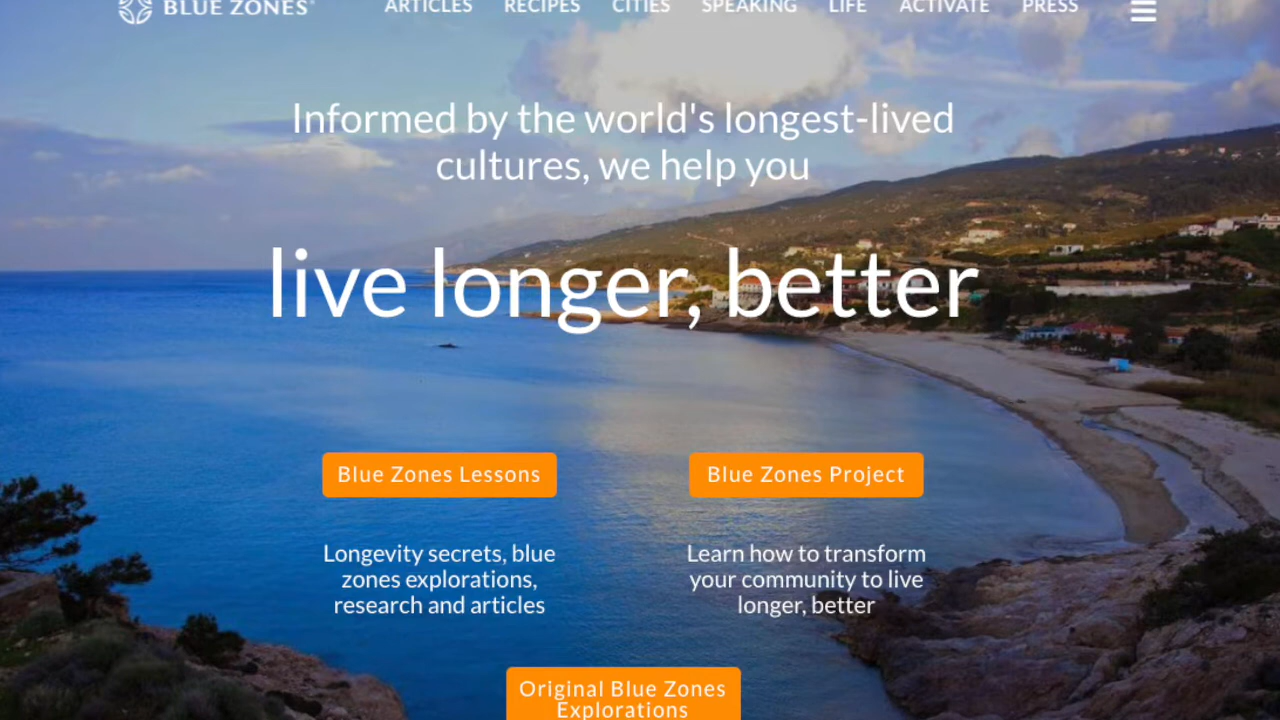 BLUE ZONES
ARTICLES RECIPES CITIES SPEAKING LIFE ACTIVATE PRESS
Informed by the world's longest-lived
cultures, we help you
live longer, better
Blue Zones Lessons
Blue Zones Project
Longevity secrets, blue
zones explorations,
research and articles
Learn how to transform
your community to live
longer, better
Original Blue Zones
Explorations